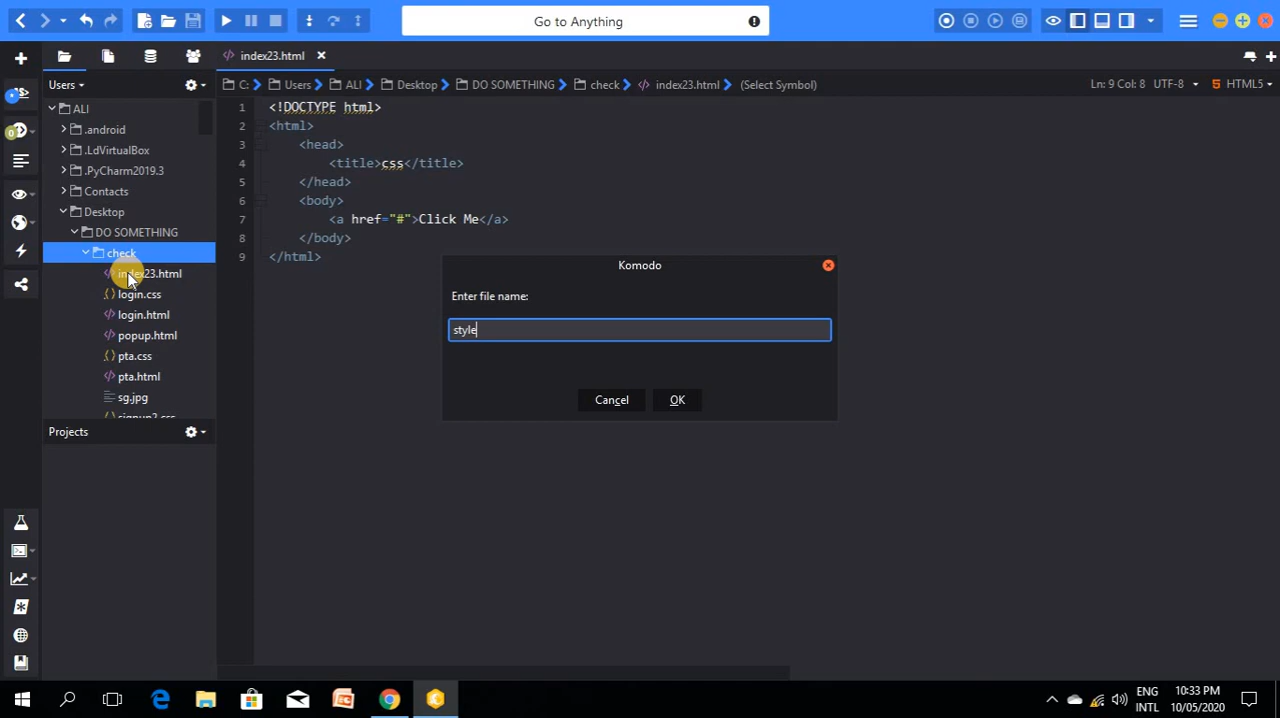 Go to Anything
index23.html
Users
C:
Users
ALI
Desktop
DO SOMETHING
check
index23.html
(Select Symbol)
Ln: 9 Col: 8
UTF-8
HTML5
ALI
.android
.LdVirtualBox
.PyCharm2019.3
Contacts
Desktop
DO SOMETHING
check
index23.html
login.css
login.html
popup.html
pta.css
pta.html
sg.jpg
signup2.css
Projects
0
1 <!DOCTYPE html>
2 <html>
3 <head>
4 <title>css</title>
5 </head>
6 <body>
7 <a href="#">Click Me</a>
8 </body>
9 </html>
Komodo
Enter file name:
style
Cancel
OK
ENG
INTL
10:33 PM
10/05/2020